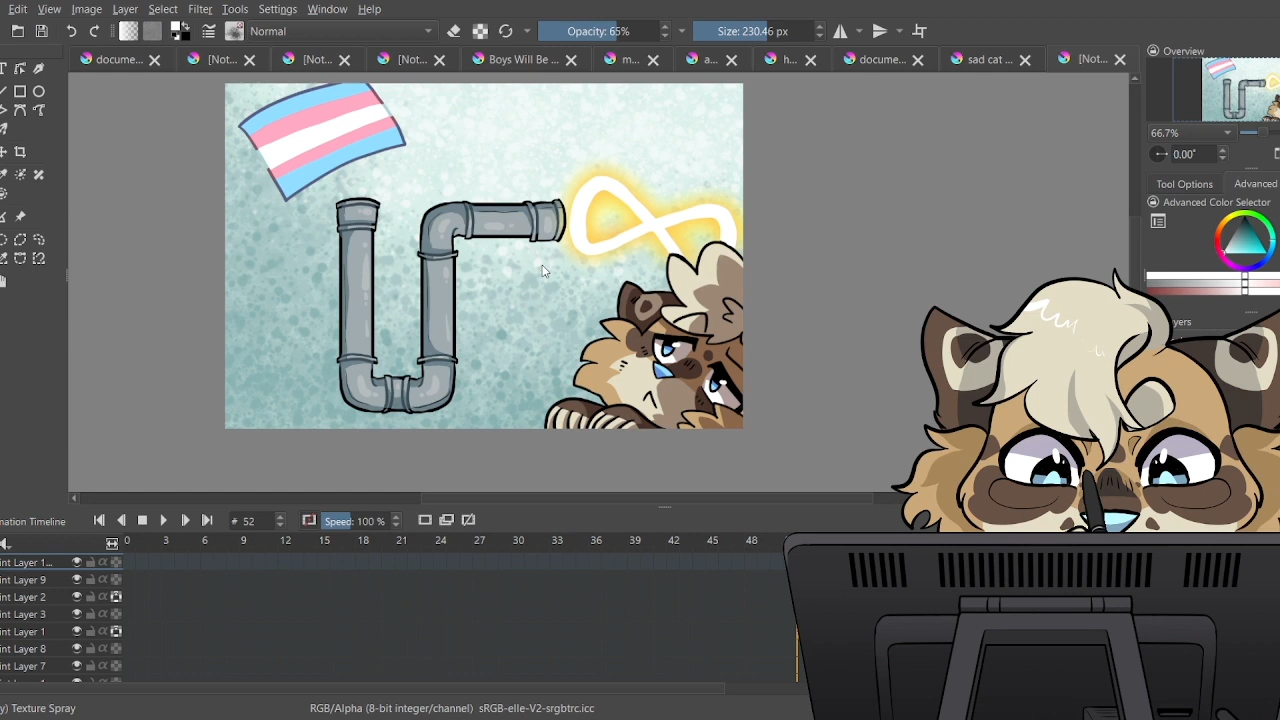 Edit View Image Layer Select Filter Tools Settings Window Help
Normal Opacity: 65% Size: 230.46 px
docume... [Not... [Not... [Not... Boys Will Be ... m... a... h... docume... sad cat ... [Not...
Overview
66.7%
0.00°
Tool Options Advanced
Advanced Color Selector
yers
nation Timeline # 52 Speed: 100 %
0 3 6 9 12 15 18 21 24 27 30 33 36 39 42 45 48
int Layer 1...
int Layer 9
int Layer 2
int Layer 3
int Layer 1
int Layer 8
int Layer 7
y) Texture Spray RGB/Alpha (8-bit integer/channel) sRGB-elle-V2-srgbtrc.icc